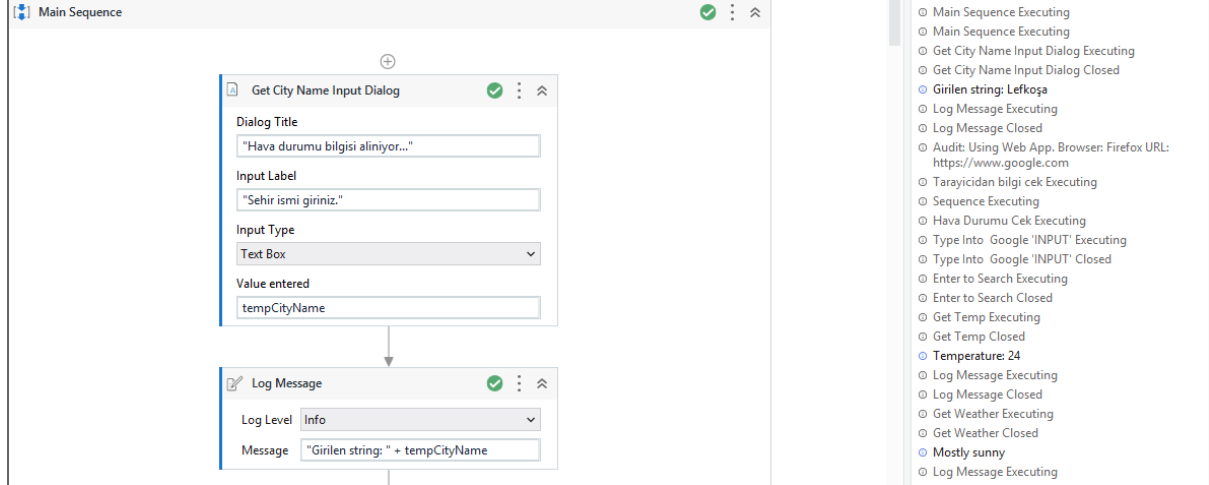 Main Sequence
Get City Name Input Dialog
Dialog Title
"Hava durumu bilgisi aliniyor..."
Input Label
"Sehir ismi giriniz."
Input Type
Text Box
Value entered
tempCityName
Log Message
Log Level Info
Message "Girilen string: " + tempCityName
Main Sequence Executing
Main Sequence Executing
Get City Name Input Dialog Executing
Get City Name Input Dialog Closed
Girilen string: Lefkoşa
Log Message Executing
Log Message Closed
Audit: Using Web App. Browser: Firefox URL:
https://www.google.com
Tarayicidan bilgi cek Executing
Sequence Executing
Hava Durumu Cek Executing
Type Into  Google 'INPUT' Executing
Type Into  Google 'INPUT' Closed
Enter to Search Executing
Enter to Search Closed
Get Temp Executing
Get Temp Closed
Temperature: 24
Log Message Executing
Log Message Closed
Get Weather Executing
Get Weather Closed
Mostly sunny
Log Message Executing